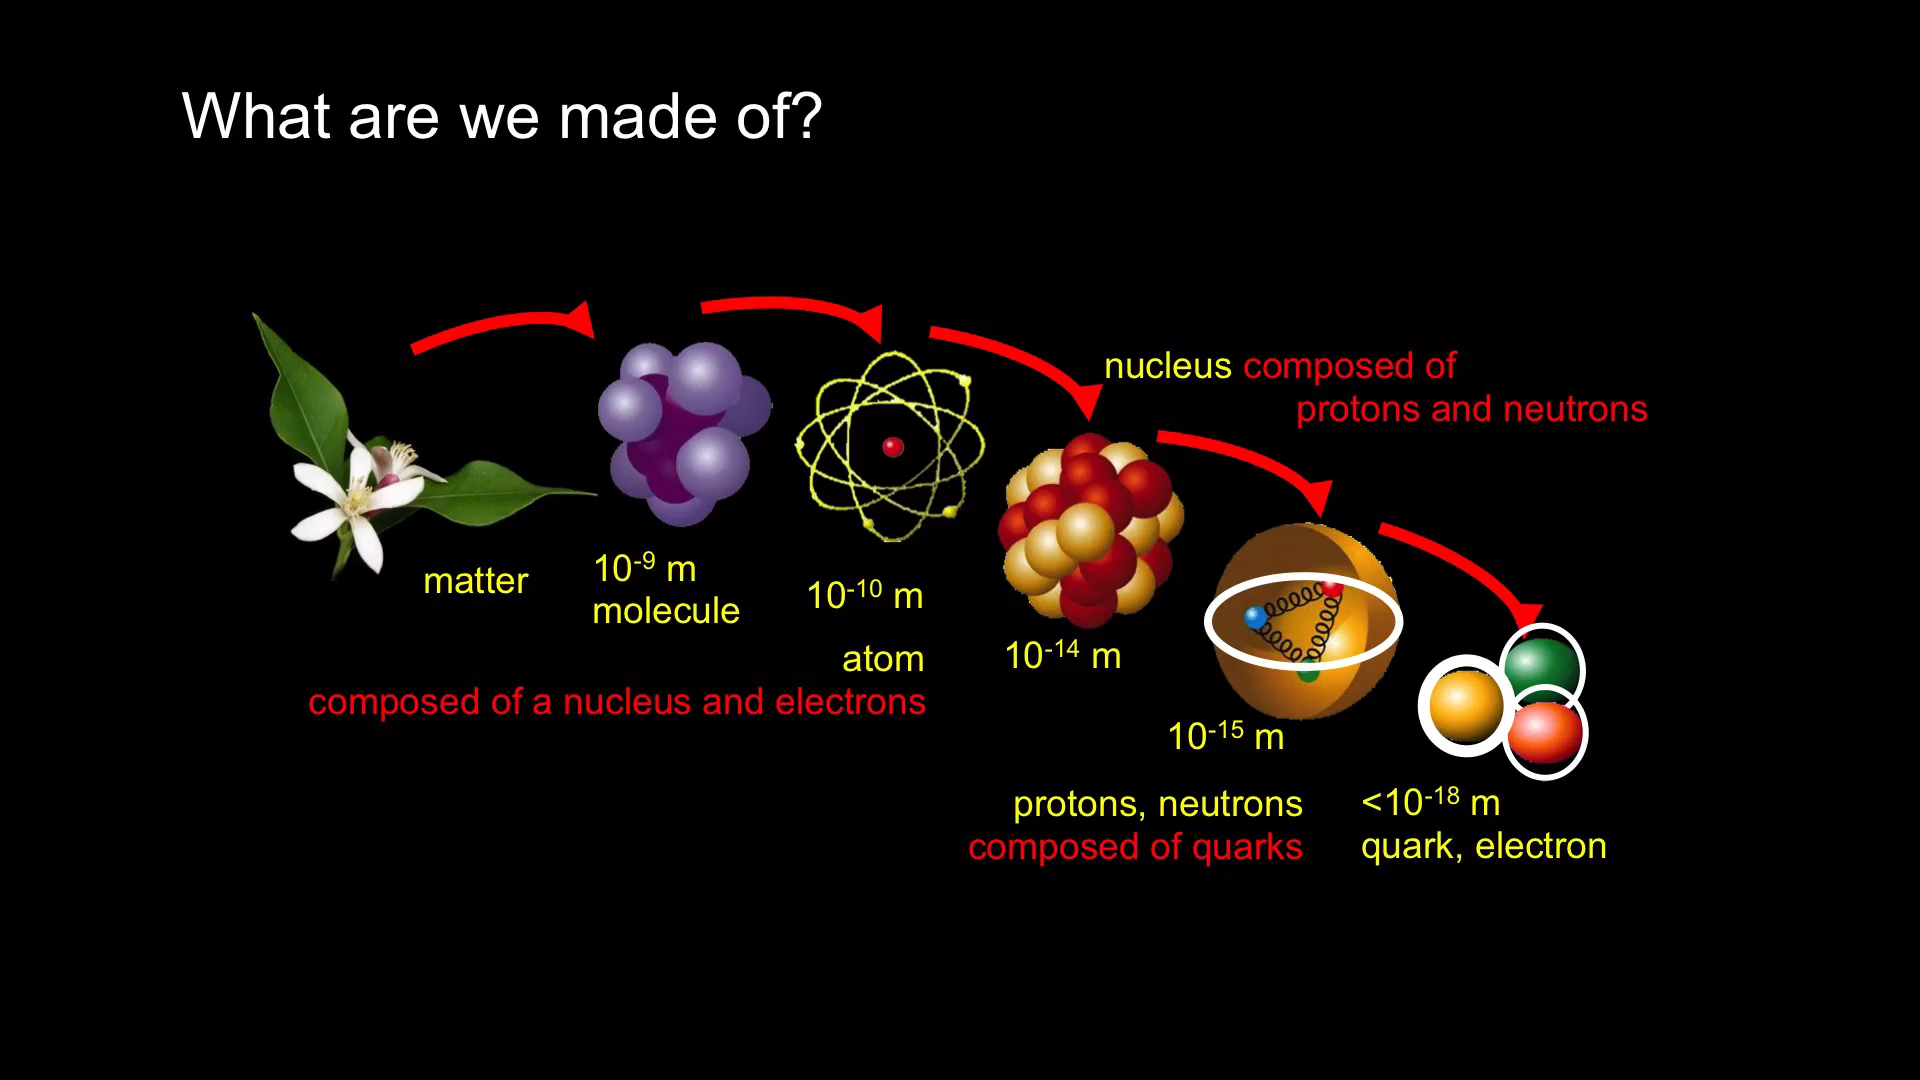 What are we made of?
nucleus composed of
protons and neutrons
matter
10⁻⁹ m
molecule
10⁻¹⁰ m
atom
composed of a nucleus and electrons
10⁻¹⁴ m
10⁻¹⁵ m
protons, neutrons
composed of quarks
<10⁻¹⁸ m
quark, electron